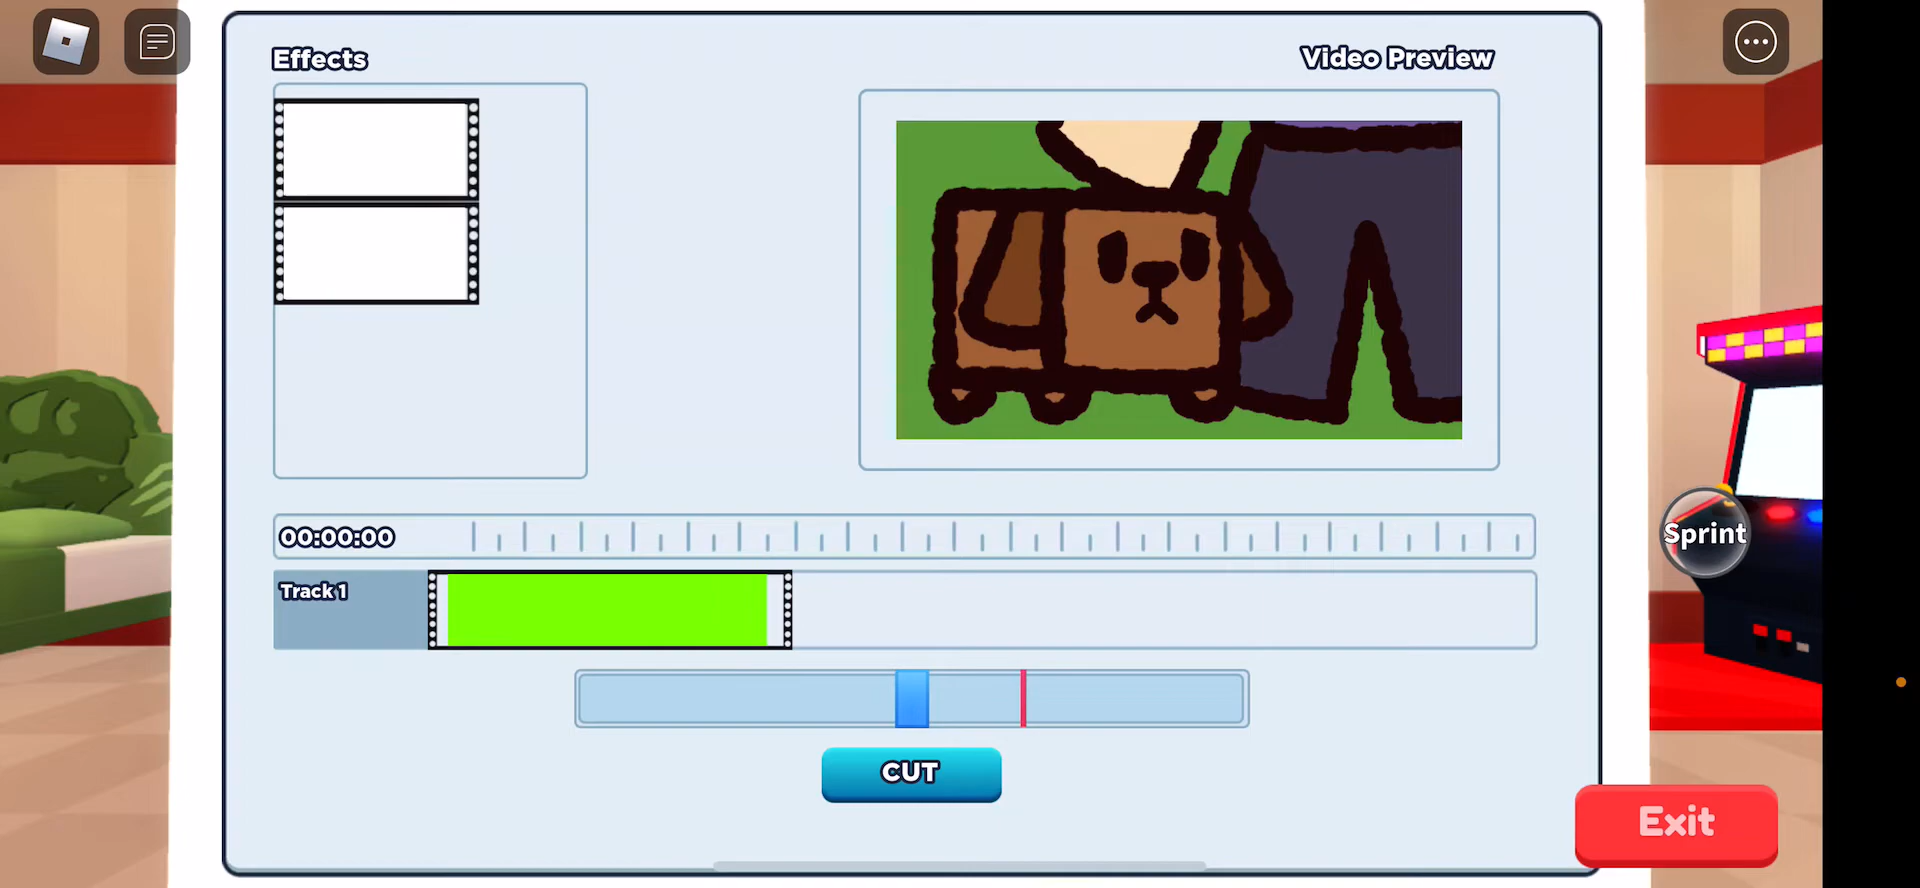 Effects
Video Preview
00:00:00
Track 1
Sprint
CUT
Exit